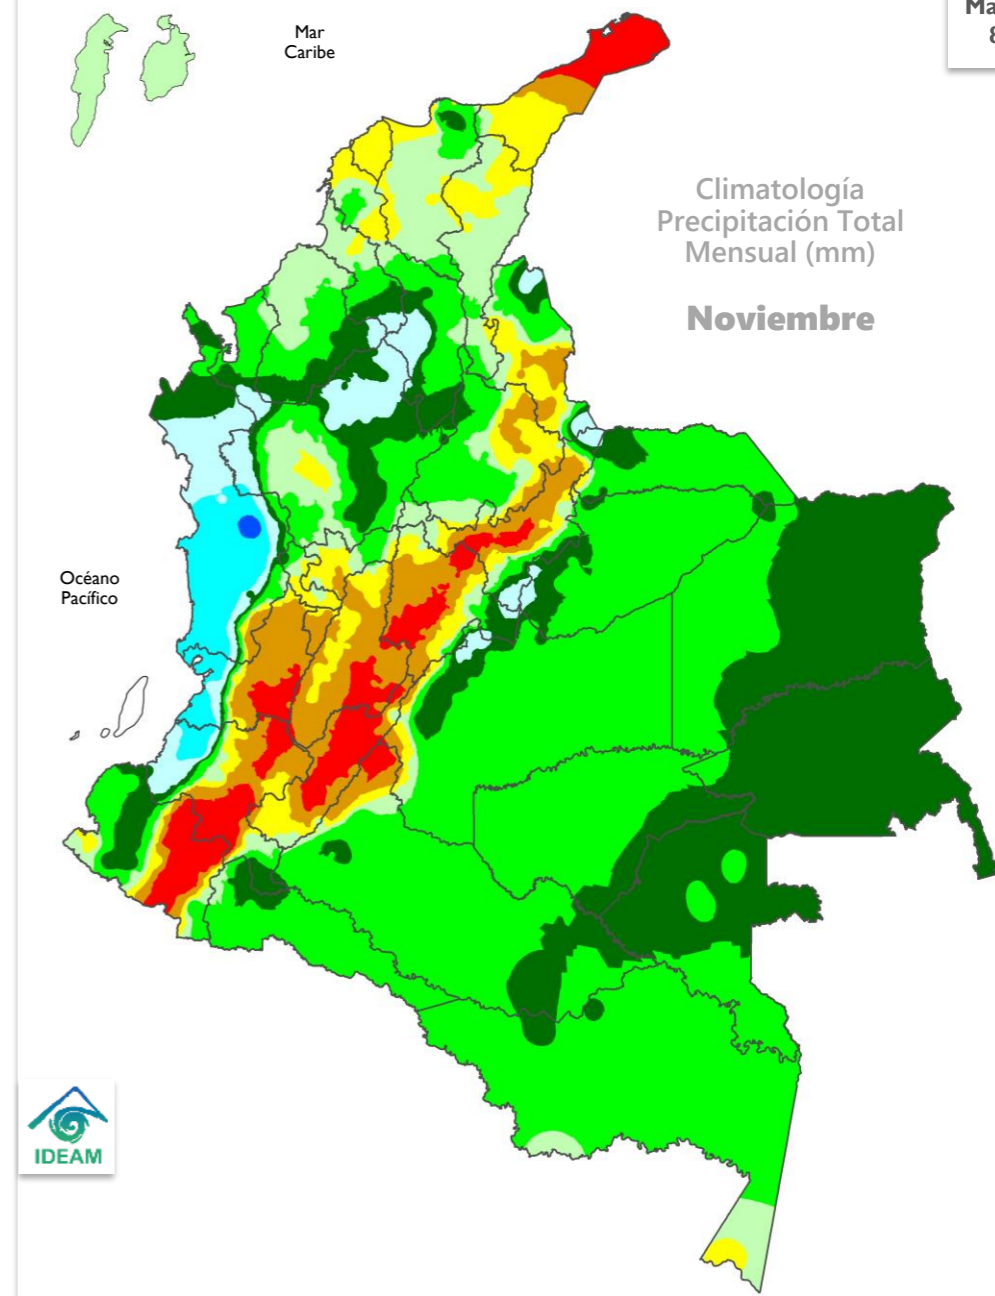 Mar
Caribe
Climatología
Precipitación Total
Mensual (mm)
Noviembre
Océano
Pacífico
IDEAM